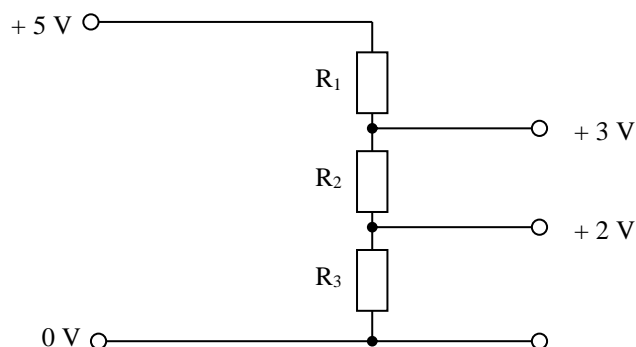 + 5 V
R₁
+ 3 V
R₂
+ 2 V
R₃
0 V